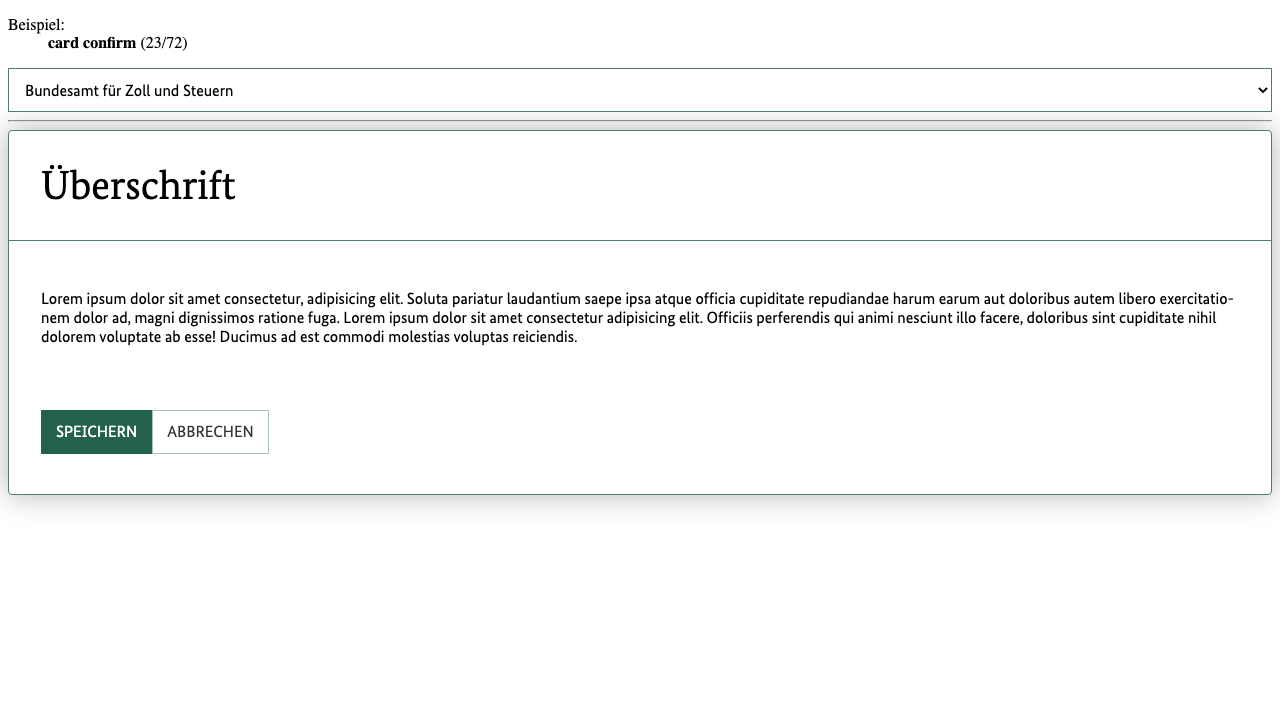 Beispiel:
card confirm (23/72)
Bundesamt für Zoll und Steuern
Überschrift
Lorem ipsum dolor sit amet consectetur, adipisicing elit. Soluta pariatur laudantium saepe ipsa atque officia cupiditate repudiandae harum earum aut doloribus autem libero exercitatio-
nem dolor ad, magni dignissimos ratione fuga. Lorem ipsum dolor sit amet consectetur adipisicing elit. Officiis perferendis qui animi nesciunt illo facere, doloribus sint cupiditate nihil
dolorem voluptate ab esse! Ducimus ad est commodi molestias voluptas reiciendis.
SPEICHERN ABBRECHEN